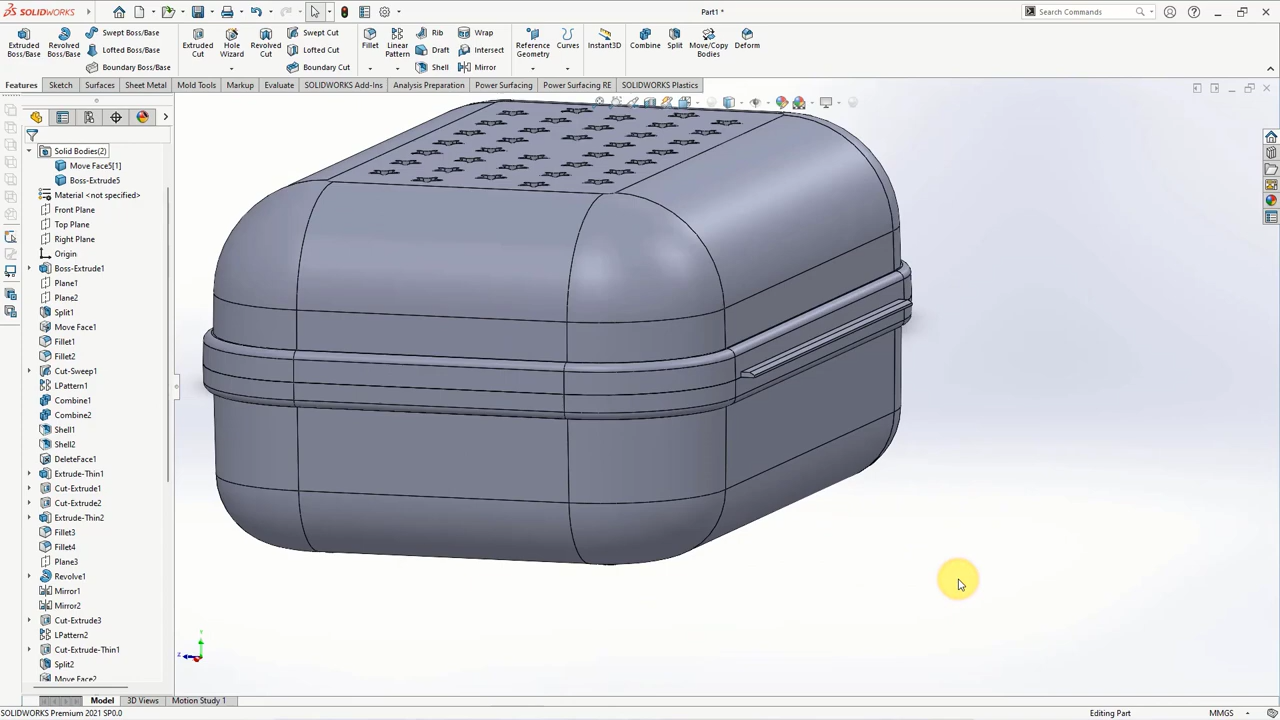 SOLIDWORKS
Part1 *
Search Commands
Extruded Boss/Base
Revolved Boss/Base
Swept Boss/Base
Lofted Boss/Base
Boundary Boss/Base
Extruded Cut
Hole Wizard
Revolved Cut
Swept Cut
Lofted Cut
Boundary Cut
Fillet
Linear Pattern
Rib
Draft
Shell
Wrap
Intersect
Mirror
Reference Geometry
Curves
Instant3D
Combine
Split
Move/Copy Bodies
Deform
Features
Sketch
Surfaces
Sheet Metal
Mold Tools
Markup
Evaluate
SOLIDWORKS Add-Ins
Analysis Preparation
Power Surfacing
Power Surfacing RE
SOLIDWORKS Plastics
Solid Bodies(2)
Move Face5[1]
Boss-Extrude5
Material <not specified>
Front Plane
Top Plane
Right Plane
Origin
Boss-Extrude1
Plane1
Plane2
Split1
Move Face1
Fillet1
Fillet2
Cut-Sweep1
LPattern1
Combine1
Combine2
Shell1
Shell2
DeleteFace1
Extrude-Thin1
Cut-Extrude1
Cut-Extrude2
Extrude-Thin2
Fillet3
Fillet4
Plane3
Revolve1
Mirror1
Mirror2
Cut-Extrude3
LPattern2
Cut-Extrude-Thin1
Split2
Move Face2
Y
Z
Model
3D Views
Motion Study 1
SOLIDWORKS Premium 2021 SP0.0
Editing Part
MMGS